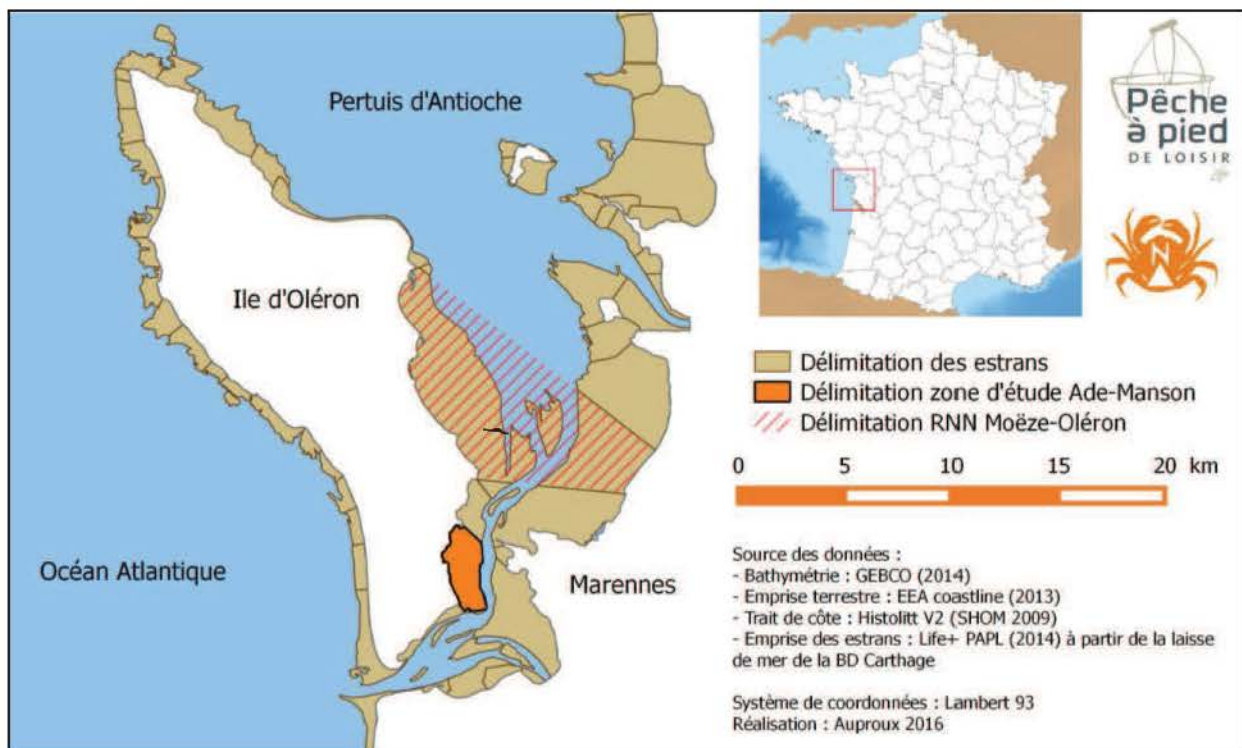 Pertuis d'Antioche
Ile d'Oléron
Océan Atlantique
Marennes
Pêche
à pied
DE LOISIR
N
Délimitation des estrans
Délimitation zone d'étude Ade-Manson
Délimitation RNN Moëze-Oléron
0 5 10 15 20 km
Source des données :
- Bathymétrie : GEBCO (2014)
- Emprise terrestre : EEA coastline (2013)
- Trait de côte : Histolitt V2 (SHOM 2009)
- Emprise des estrans : Life+ PAPL (2014) à partir de la laisse
de mer de la BD Carthage
Système de coordonnées : Lambert 93
Réalisation : Auproux 2016